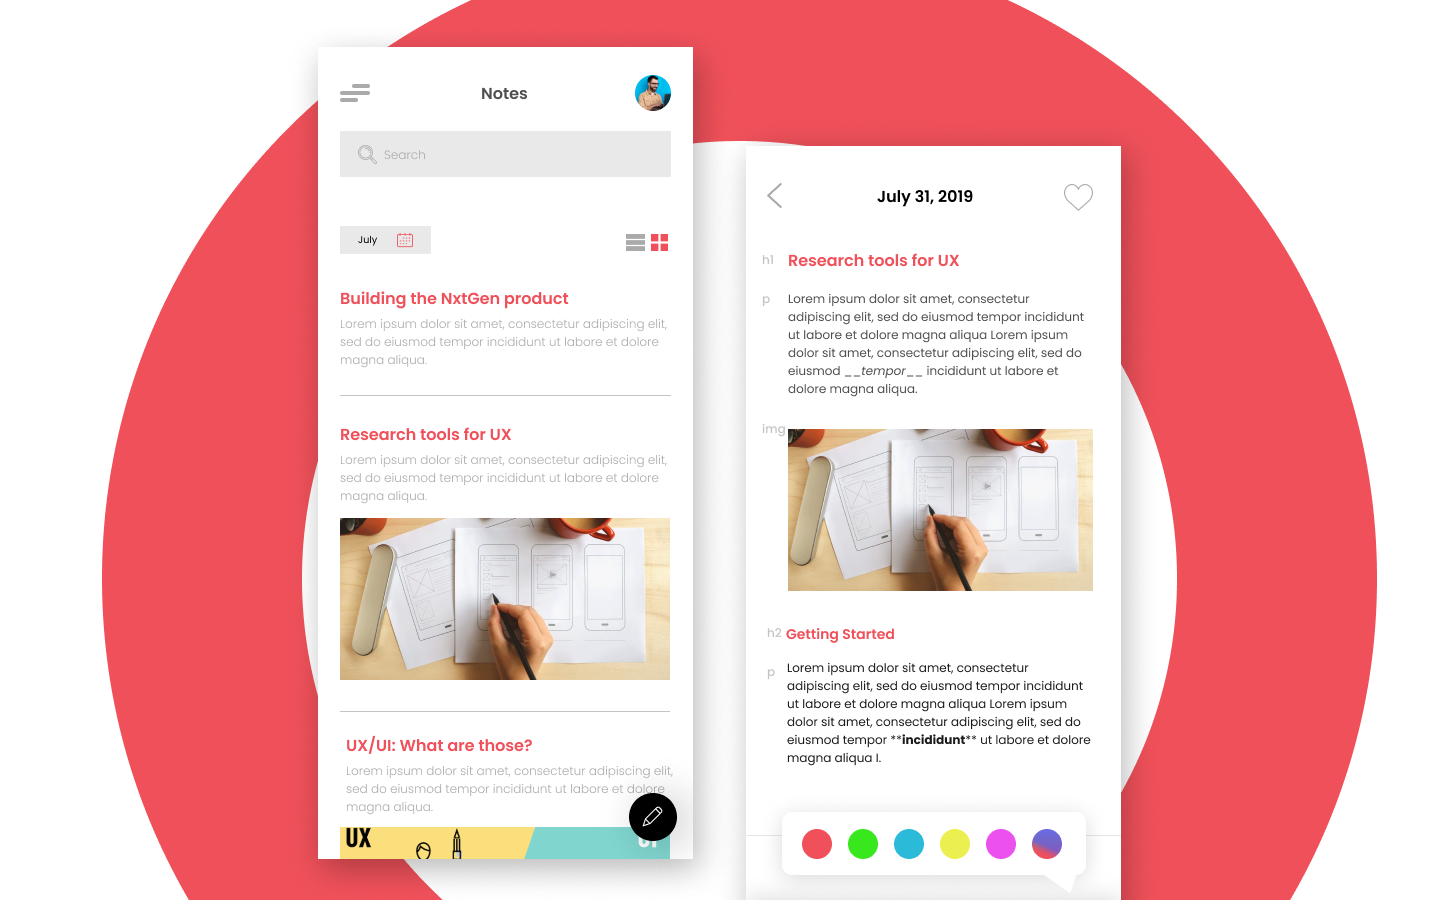 Notes
Search
July
Building the NxtGen product
Lorem ipsum dolor sit amet, consectetur adipiscing elit,
sed do eiusmod tempor incididunt ut labore et dolore
magna aliqua.
Research tools for UX
Lorem ipsum dolor sit amet, consectetur adipiscing elit,
sed do eiusmod tempor incididunt ut labore et dolore
magna aliqua.
UX/UI: What are those?
Lorem ipsum dolor sit amet, consectetur adipiscing elit,
sed do eiusmod tempor incididunt ut labore et dolore
magna aliqua.
UX
July 31, 2019
h1 Research tools for UX
p Lorem ipsum dolor sit amet, consectetur
adipiscing elit, sed do eiusmod tempor incididunt
ut labore et dolore magna aliqua Lorem ipsum
dolor sit amet, consectetur adipiscing elit, sed do
eiusmod __tempor__ incididunt ut labore et
dolore magna aliqua.
img
h2 Getting Started
p Lorem ipsum dolor sit amet, consectetur
adipiscing elit, sed do eiusmod tempor incididunt
ut labore et dolore magna aliqua Lorem ipsum
dolor sit amet, consectetur adipiscing elit, sed do
eiusmod tempor **incididunt** ut labore et dolore
magna aliqua I.